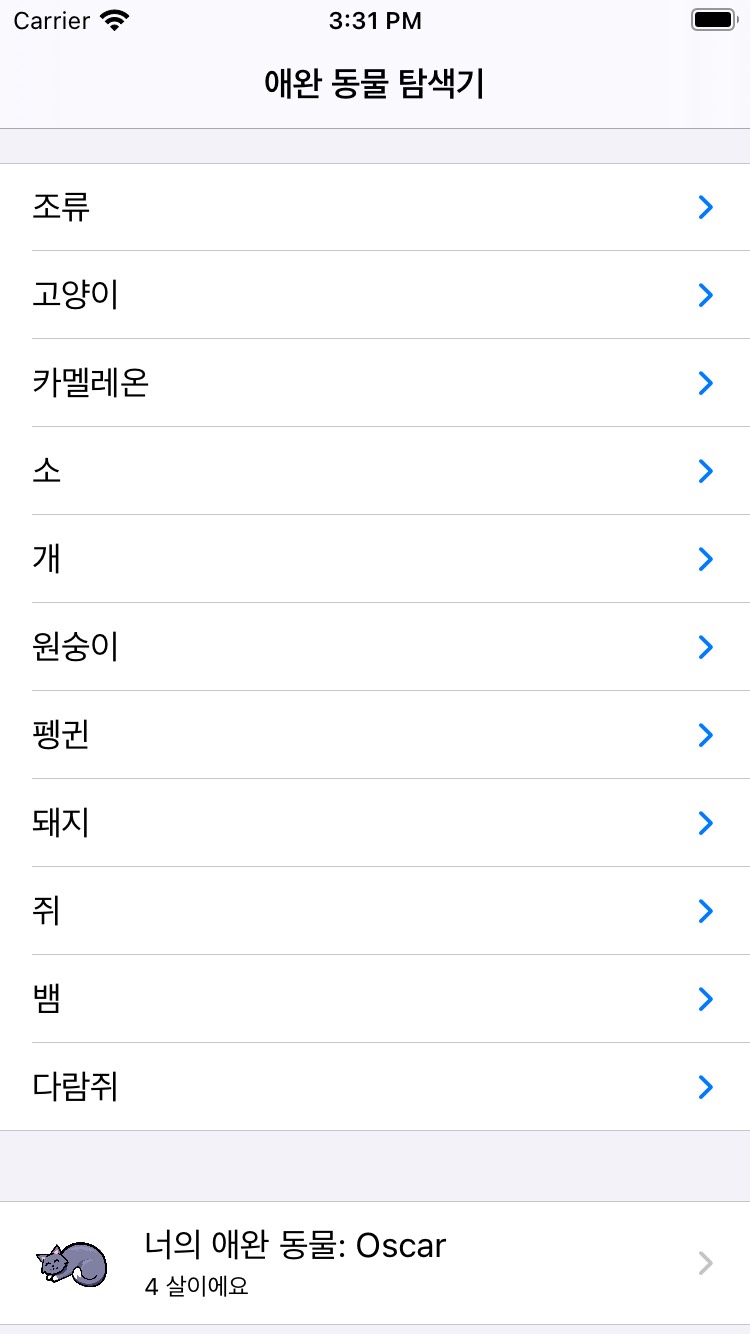 Carrier
3:31 PM
애완 동물 탐색기
조류
고양이
카멜레온
소
개
원숭이
펭귄
돼지
쥐
뱀
다람쥐
너의 애완 동물: Oscar
4 살이에요